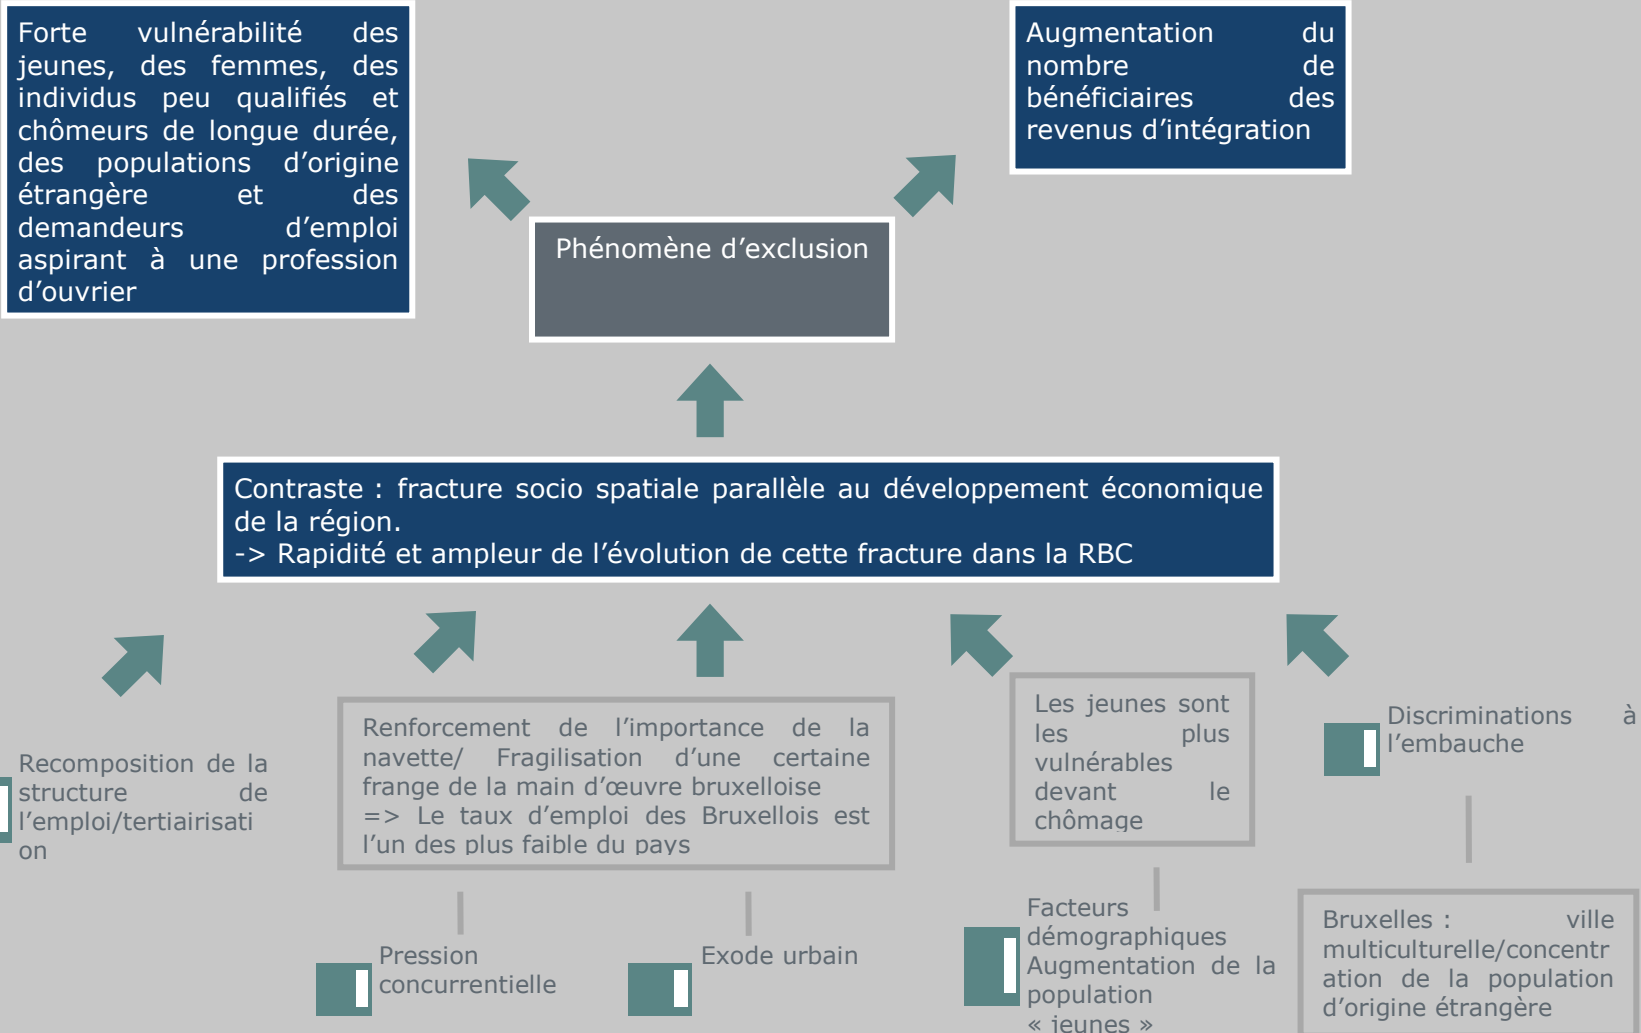 Forte vulnérabilité des
jeunes, des femmes, des
individus peu qualifiés et
chômeurs de longue durée,
des populations d’origine
étrangère et des
demandeurs d’emploi
aspirant à une profession
d’ouvrier
Augmentation du
nombre de
bénéficiaires des
revenus d’intégration
Phénomène d’exclusion
Contraste : fracture socio spatiale parallèle au développement économique
de la région.
-> Rapidité et ampleur de l’évolution de cette fracture dans la RBC
Recomposition de la
structure de
l’emploi/tertiairisati
on
Renforcement de l’importance de la
navette/ Fragilisation d’une certaine
frange de la main d’œuvre bruxelloise
=> Le taux d’emploi des Bruxellois est
l’un des plus faible du pays
Les jeunes sont
les plus
vulnérables
devant le
chômage
Discriminations à
l’embauche
Pression
concurrentielle
Exode urbain
Facteurs
démographiques
Augmentation de la
population
« jeunes »
Bruxelles : ville
multiculturelle/concentr
ation de la population
d’origine étrangère